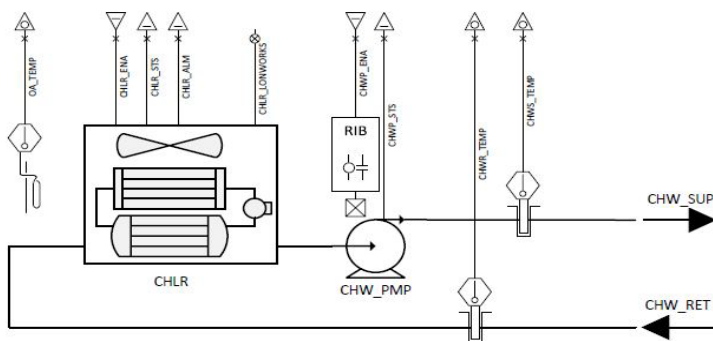 OA_TEMP
CHLR_ENA
CHLR_STS
CHLR_ALM
CHLR_LONWORKS
CHWP_ENA
CHWP_STS
CHWR_TEMP
CHWS_TEMP
RIB
CHW_SUP
CHLR
CHW_PMP
CHW_RET